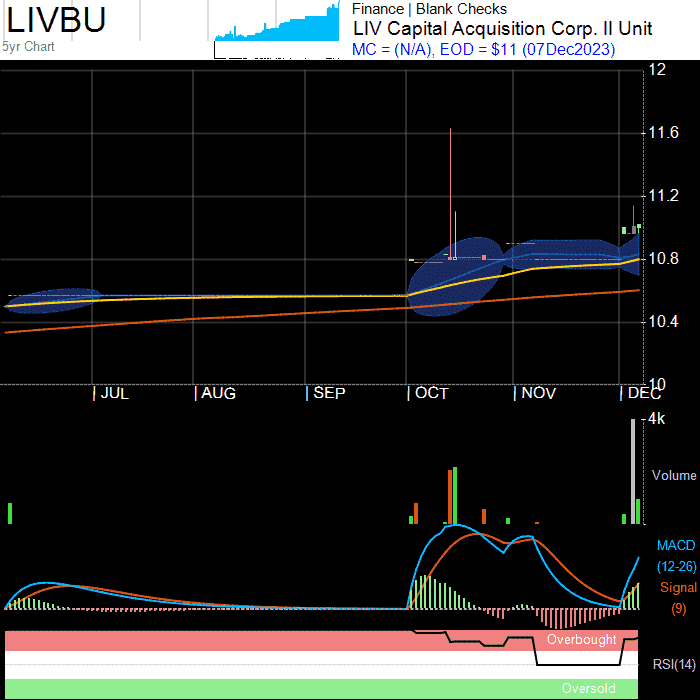 LIVBU
5yr Chart
Finance | Blank Checks
LIV Capital Acquisition Corp. II Unit
MC = (N/A), EOD = $11 (07Dec2023)
12
11.6
11.2
10.8
10.4
10
JUL AUG SEP OCT NOV DEC
4k
Volume
MACD
(12-26)
Signal
(9)
Overbought
RSI(14)
Oversold